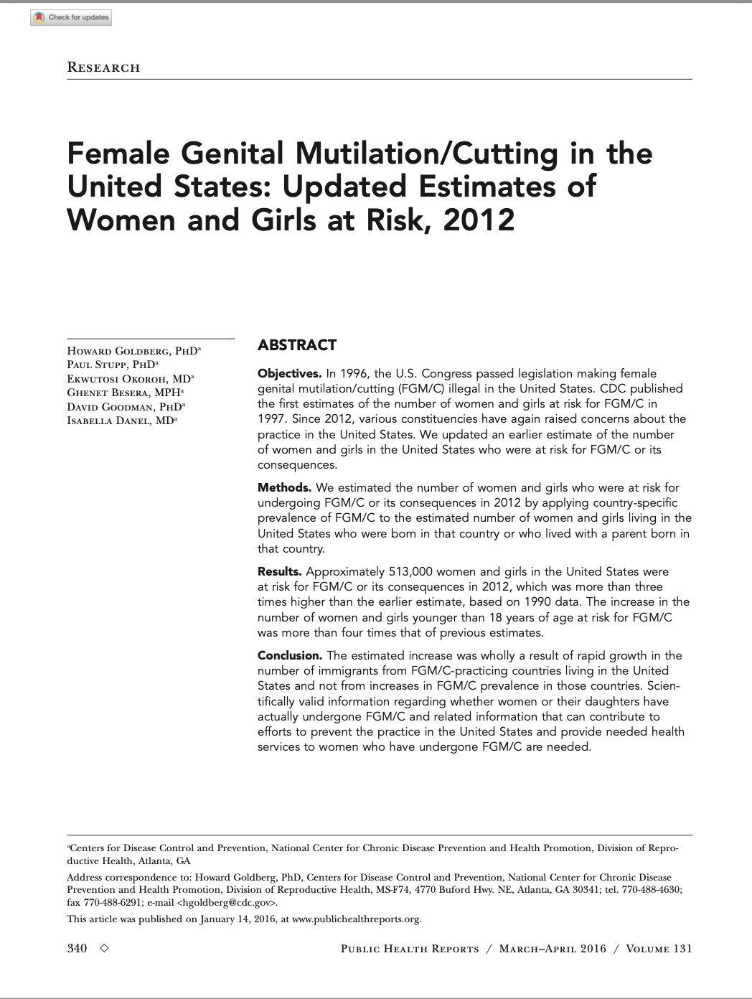 Check for updates
Research
Female Genital Mutilation/Cutting in the
United States: Updated Estimates of
Women and Girls at Risk, 2012
Howard Goldberg, PhDa
Paul Stupp, PhDa
Ekwutosi Okoroh, MDa
Ghenet Besera, MPHa
David Goodman, PhDa
Isabella Danel, MDa
ABSTRACT
Objectives. In 1996, the U.S. Congress passed legislation making female
genital mutilation/cutting (FGM/C) illegal in the United States. CDC published
the first estimates of the number of women and girls at risk for FGM/C in
1997. Since 2012, various constituencies have again raised concerns about the
practice in the United States. We updated an earlier estimate of the number
of women and girls in the United States who were at risk for FGM/C or its
consequences.
Methods. We estimated the number of women and girls who were at risk for
undergoing FGM/C or its consequences in 2012 by applying country-specific
prevalence of FGM/C to the estimated number of women and girls living in the
United States who were born in that country or who lived with a parent born in
that country.
Results. Approximately 513,000 women and girls in the United States were
at risk for FGM/C or its consequences in 2012, which was more than three
times higher than the earlier estimate, based on 1990 data. The increase in the
number of women and girls younger than 18 years of age at risk for FGM/C
was more than four times that of previous estimates.
Conclusion. The estimated increase was wholly a result of rapid growth in the
number of immigrants from FGM/C-practicing countries living in the United
States and not from increases in FGM/C prevalence in those countries. Scien-
tifically valid information regarding whether women or their daughters have
actually undergone FGM/C and related information that can contribute to
efforts to prevent the practice in the United States and provide needed health
services to women who have undergone FGM/C are needed.
aCenters for Disease Control and Prevention, National Center for Chronic Disease Prevention and Health Promotion, Division of Repro-
ductive Health, Atlanta, GA
Address correspondence to: Howard Goldberg, PhD, Centers for Disease Control and Prevention, National Center for Chronic Disease
Prevention and Health Promotion, Division of Reproductive Health, MS-F74, 4770 Buford Hwy. NE, Atlanta, GA 30341; tel. 770-488-4630;
fax 770-488-6291; e-mail <hgoldberg@cdc.gov>.
This article was published on January 14, 2016, at www.publichealthreports.org.
340 ◇ Public Health Reports / March–April 2016 / Volume 131